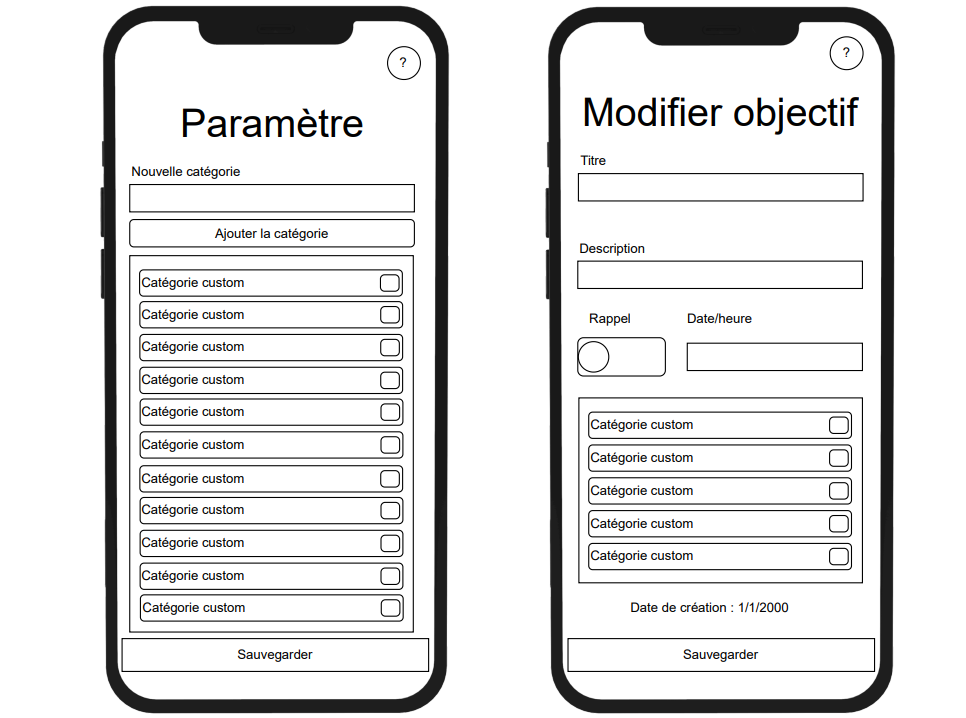 ?
Paramètre
Nouvelle catégorie
Ajouter la catégorie
Catégorie custom
Catégorie custom
Catégorie custom
Catégorie custom
Catégorie custom
Catégorie custom
Catégorie custom
Catégorie custom
Catégorie custom
Catégorie custom
Catégorie custom
Sauvegarder
?
Modifier objectif
Titre
Description
Rappel
Date/heure
Catégorie custom
Catégorie custom
Catégorie custom
Catégorie custom
Catégorie custom
Date de création : 1/1/2000
Sauvegarder